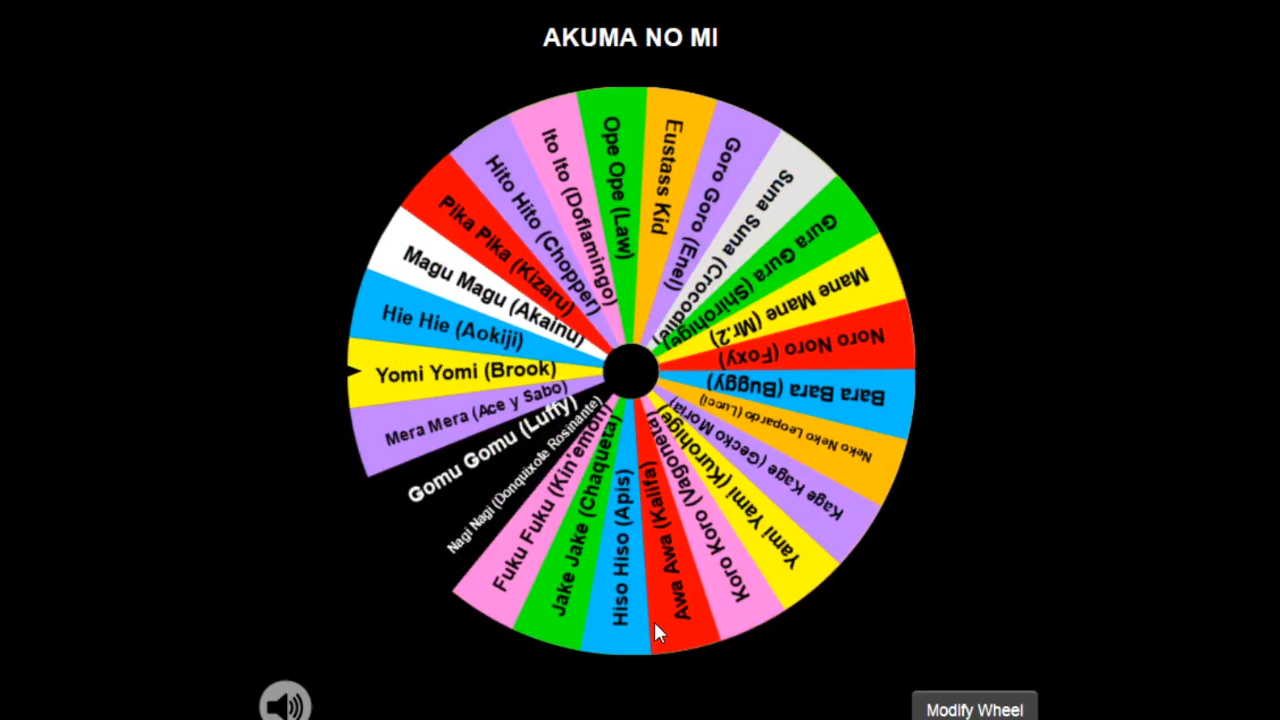 AKUMA NO MI
Ope Ope (Law)
Eustass Kid
Goro Goro (Enel)
Suna Suna (Crocodile)
Gura Gura (Shirohige)
Mane Mane (Mr.2)
Noro Noro (Foxy)
Bara Bara (Buggy)
Neko Neko Leopardo (Lucci)
Kage Kage (Gecko Moria)
Yami Yami (Kurohige)
Koro Koro (Vagoneta)
Awa Awa (Kalifa)
Hiso Hiso (Apis)
Jake Jake (Chaqueta)
Fuku Fuku (Kin'emon)
Nagi Nagi (Donquixote Rosinante)
Gomu Gomu (Luffy)
Mera Mera (Ace y Sabo)
Yomi Yomi (Brook)
Hie Hie (Aokiji)
Magu Magu (Akainu)
Pika Pika (Kizaru)
Hito Hito (Chopper)
Ito Ito (Doflamingo)
Modify Wheel